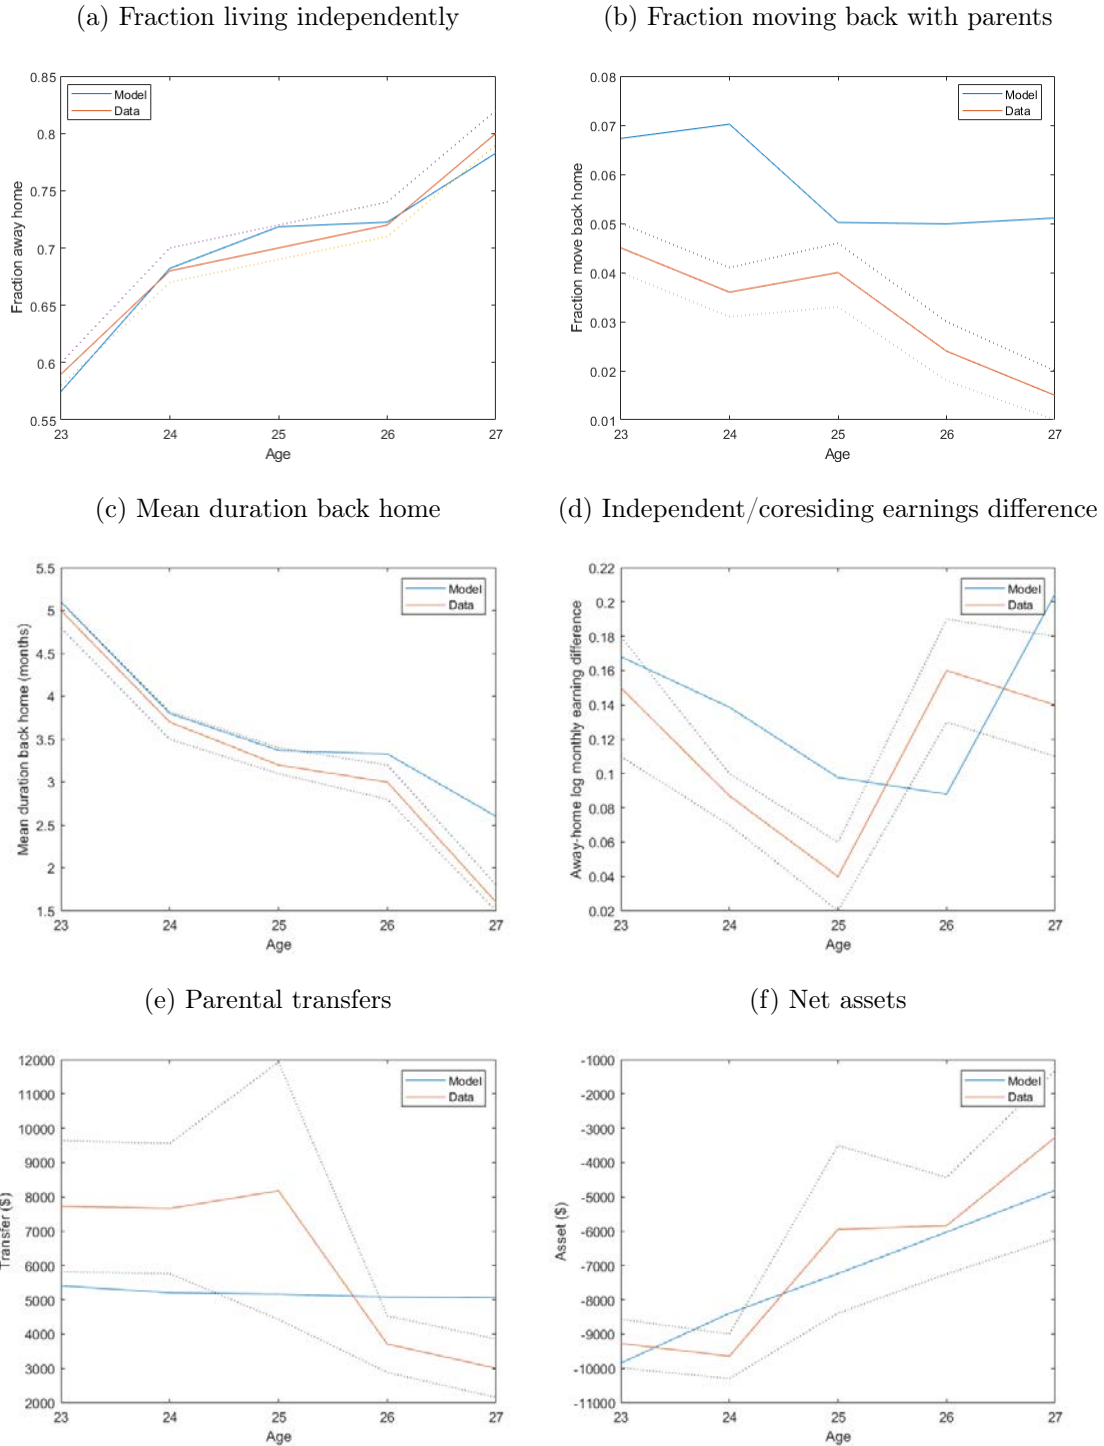 (a) Fraction living independently
(b) Fraction moving back with parents
0.85
0.8
0.75
0.7
0.65
0.6
0.55
Fraction away home
Model
Data
23 24 25 26 27
Age
0.08
0.07
0.06
0.05
0.04
0.03
0.02
0.01
Fraction move back home
Model
Data
23 24 25 26 27
Age
(c) Mean duration back home
(d) Independent/coresiding earnings difference
5.5
5
4.5
4
3.5
3
2.5
2
1.5
Mean duration back home (months)
Model
Data
23 24 25 26 27
Age
0.22
0.2
0.18
0.16
0.14
0.12
0.1
0.08
0.06
0.04
0.02
Away-home log monthly earning difference
Model
Data
23 24 25 26 27
Age
(e) Parental transfers
(f) Net assets
12000
11000
10000
9000
8000
7000
6000
5000
4000
3000
2000
Transfer ($)
Model
Data
23 24 25 26 27
Age
-1000
-2000
-3000
-4000
-5000
-6000
-7000
-8000
-9000
-10000
-11000
Asset ($)
Model
Data
23 24 25 26 27
Age